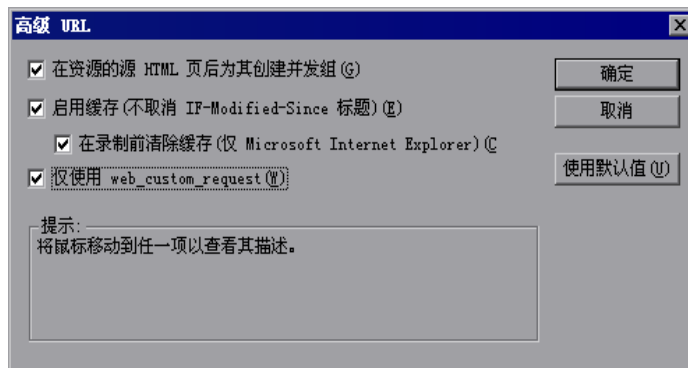 高级 URL
在资源的源 HTML 页后为其创建并发组(G)
确定
启用缓存(不取消 IF-Modified-Since 标题)(E)
取消
在录制前清除缓存(仅 Microsoft Internet Explorer)(C
仅使用 web_custom_request(W)
使用默认值(U)
提示:
将鼠标移动到任一项以查看其描述。